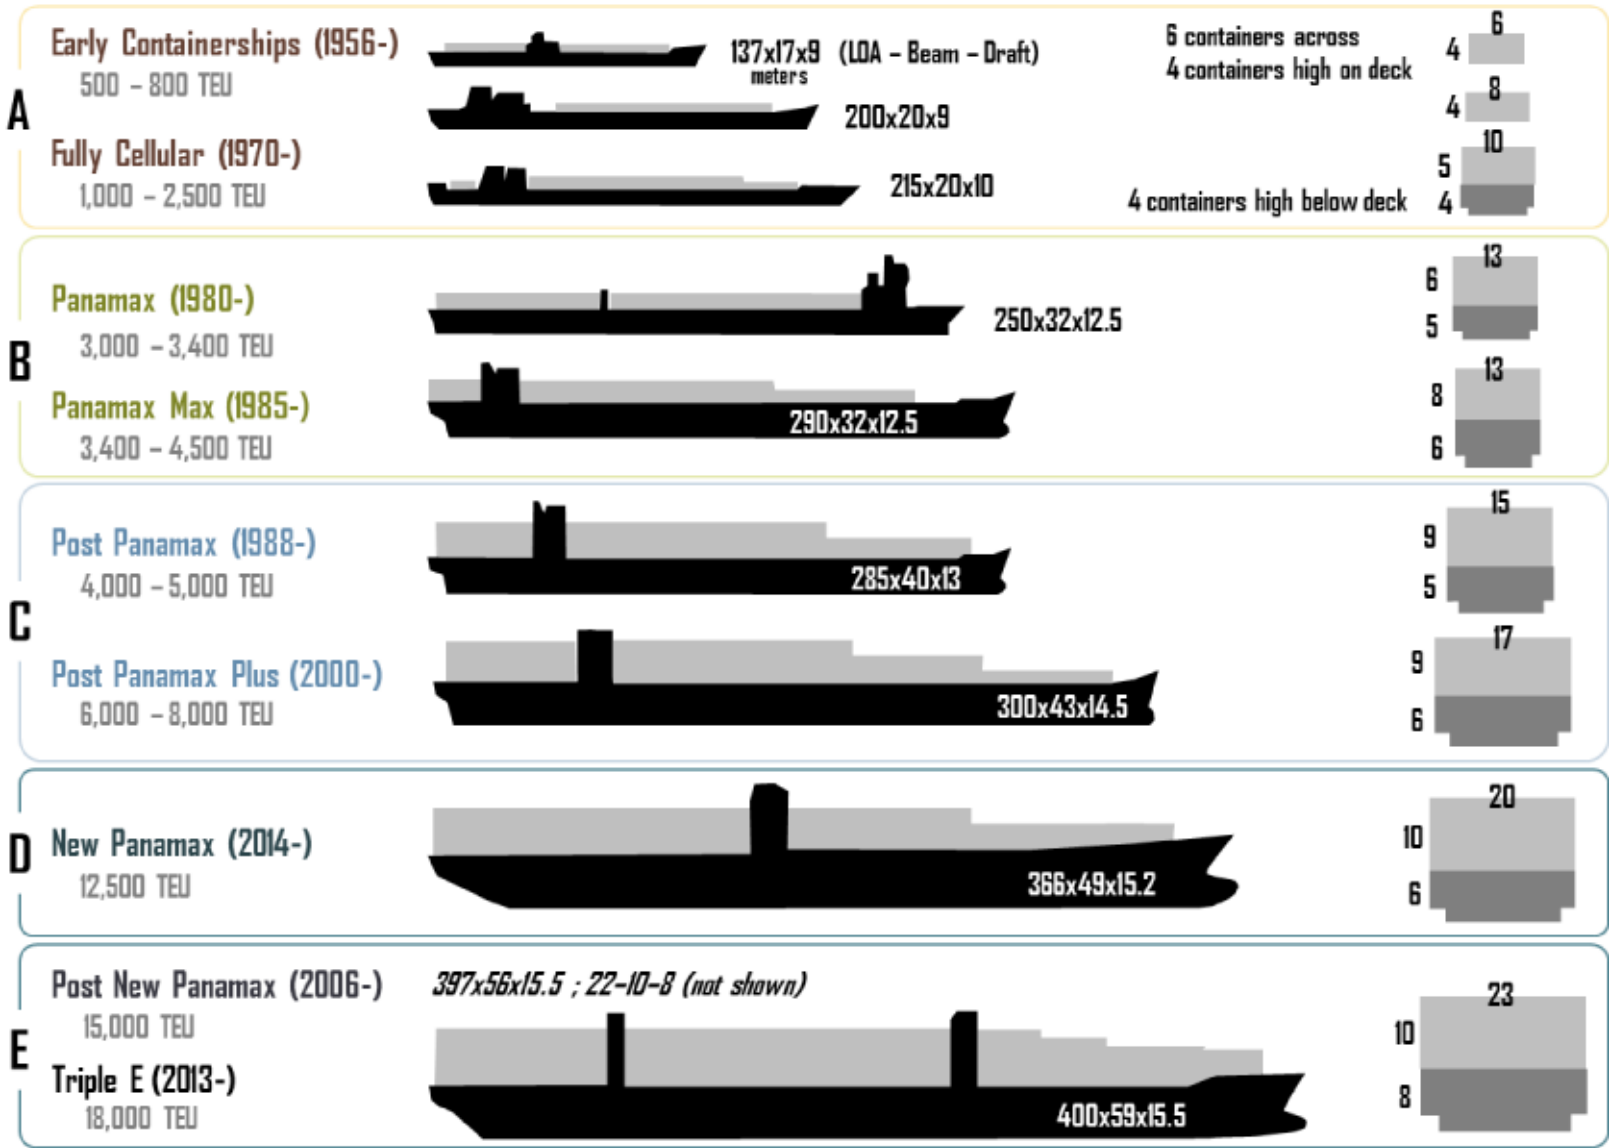 A
Early Containerships (1956-)
500 – 800 TEU
137x17x9 (LOA – Beam – Draft)
meters
6 containers across
4 containers high on deck
6
4
200x20x9
8
4
Fully Cellular (1970-)
1,000 – 2,500 TEU
215x20x10
4 containers high below deck
10
5
4
B
Panamax (1980-)
3,000 – 3,400 TEU
250x32x12.5
13
6
5
Panamax Max (1985-)
3,400 – 4,500 TEU
290x32x12.5
13
8
6
C
Post Panamax (1988-)
4,000 – 5,000 TEU
285x40x13
15
9
5
Post Panamax Plus (2000-)
6,000 – 8,000 TEU
300x43x14.5
17
9
6
D
New Panamax (2014-)
12,500 TEU
366x49x15.2
20
10
6
E
Post New Panamax (2006-)
15,000 TEU
397x56x15.5 ; 22–10–8 (not shown)
Triple E (2013-)
18,000 TEU
400x59x15.5
23
10
8